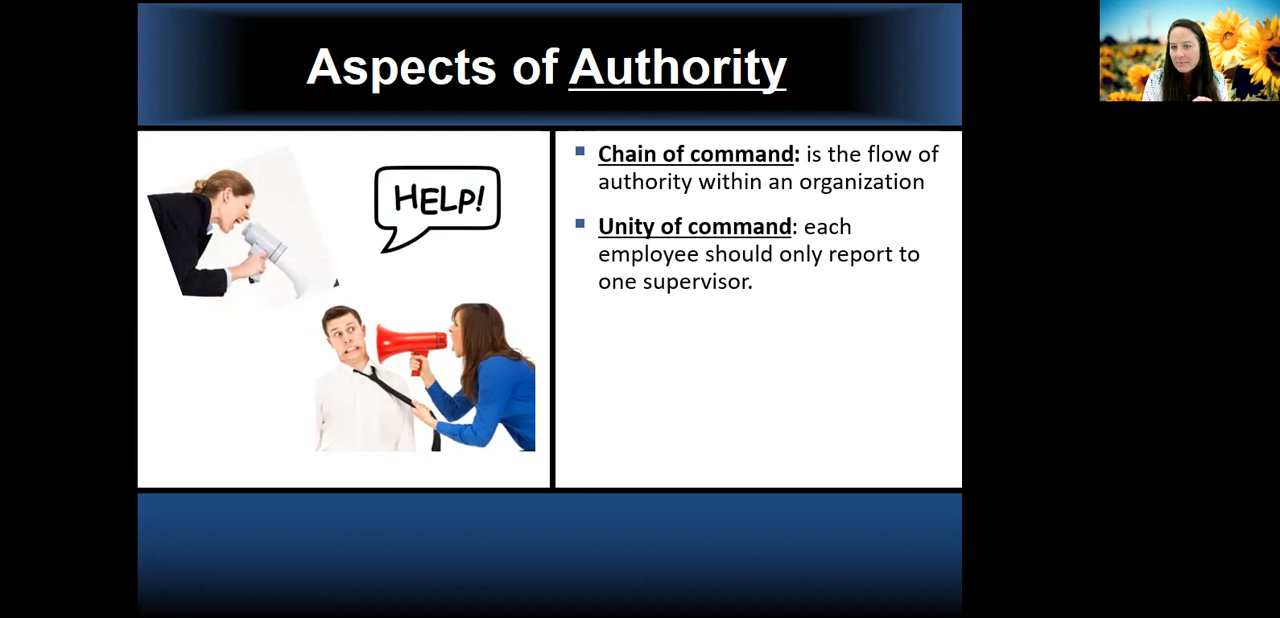 Aspects of Authority
HELP!
Chain of command: is the flow of
authority within an organization
Unity of command: each
employee should only report to
one supervisor.